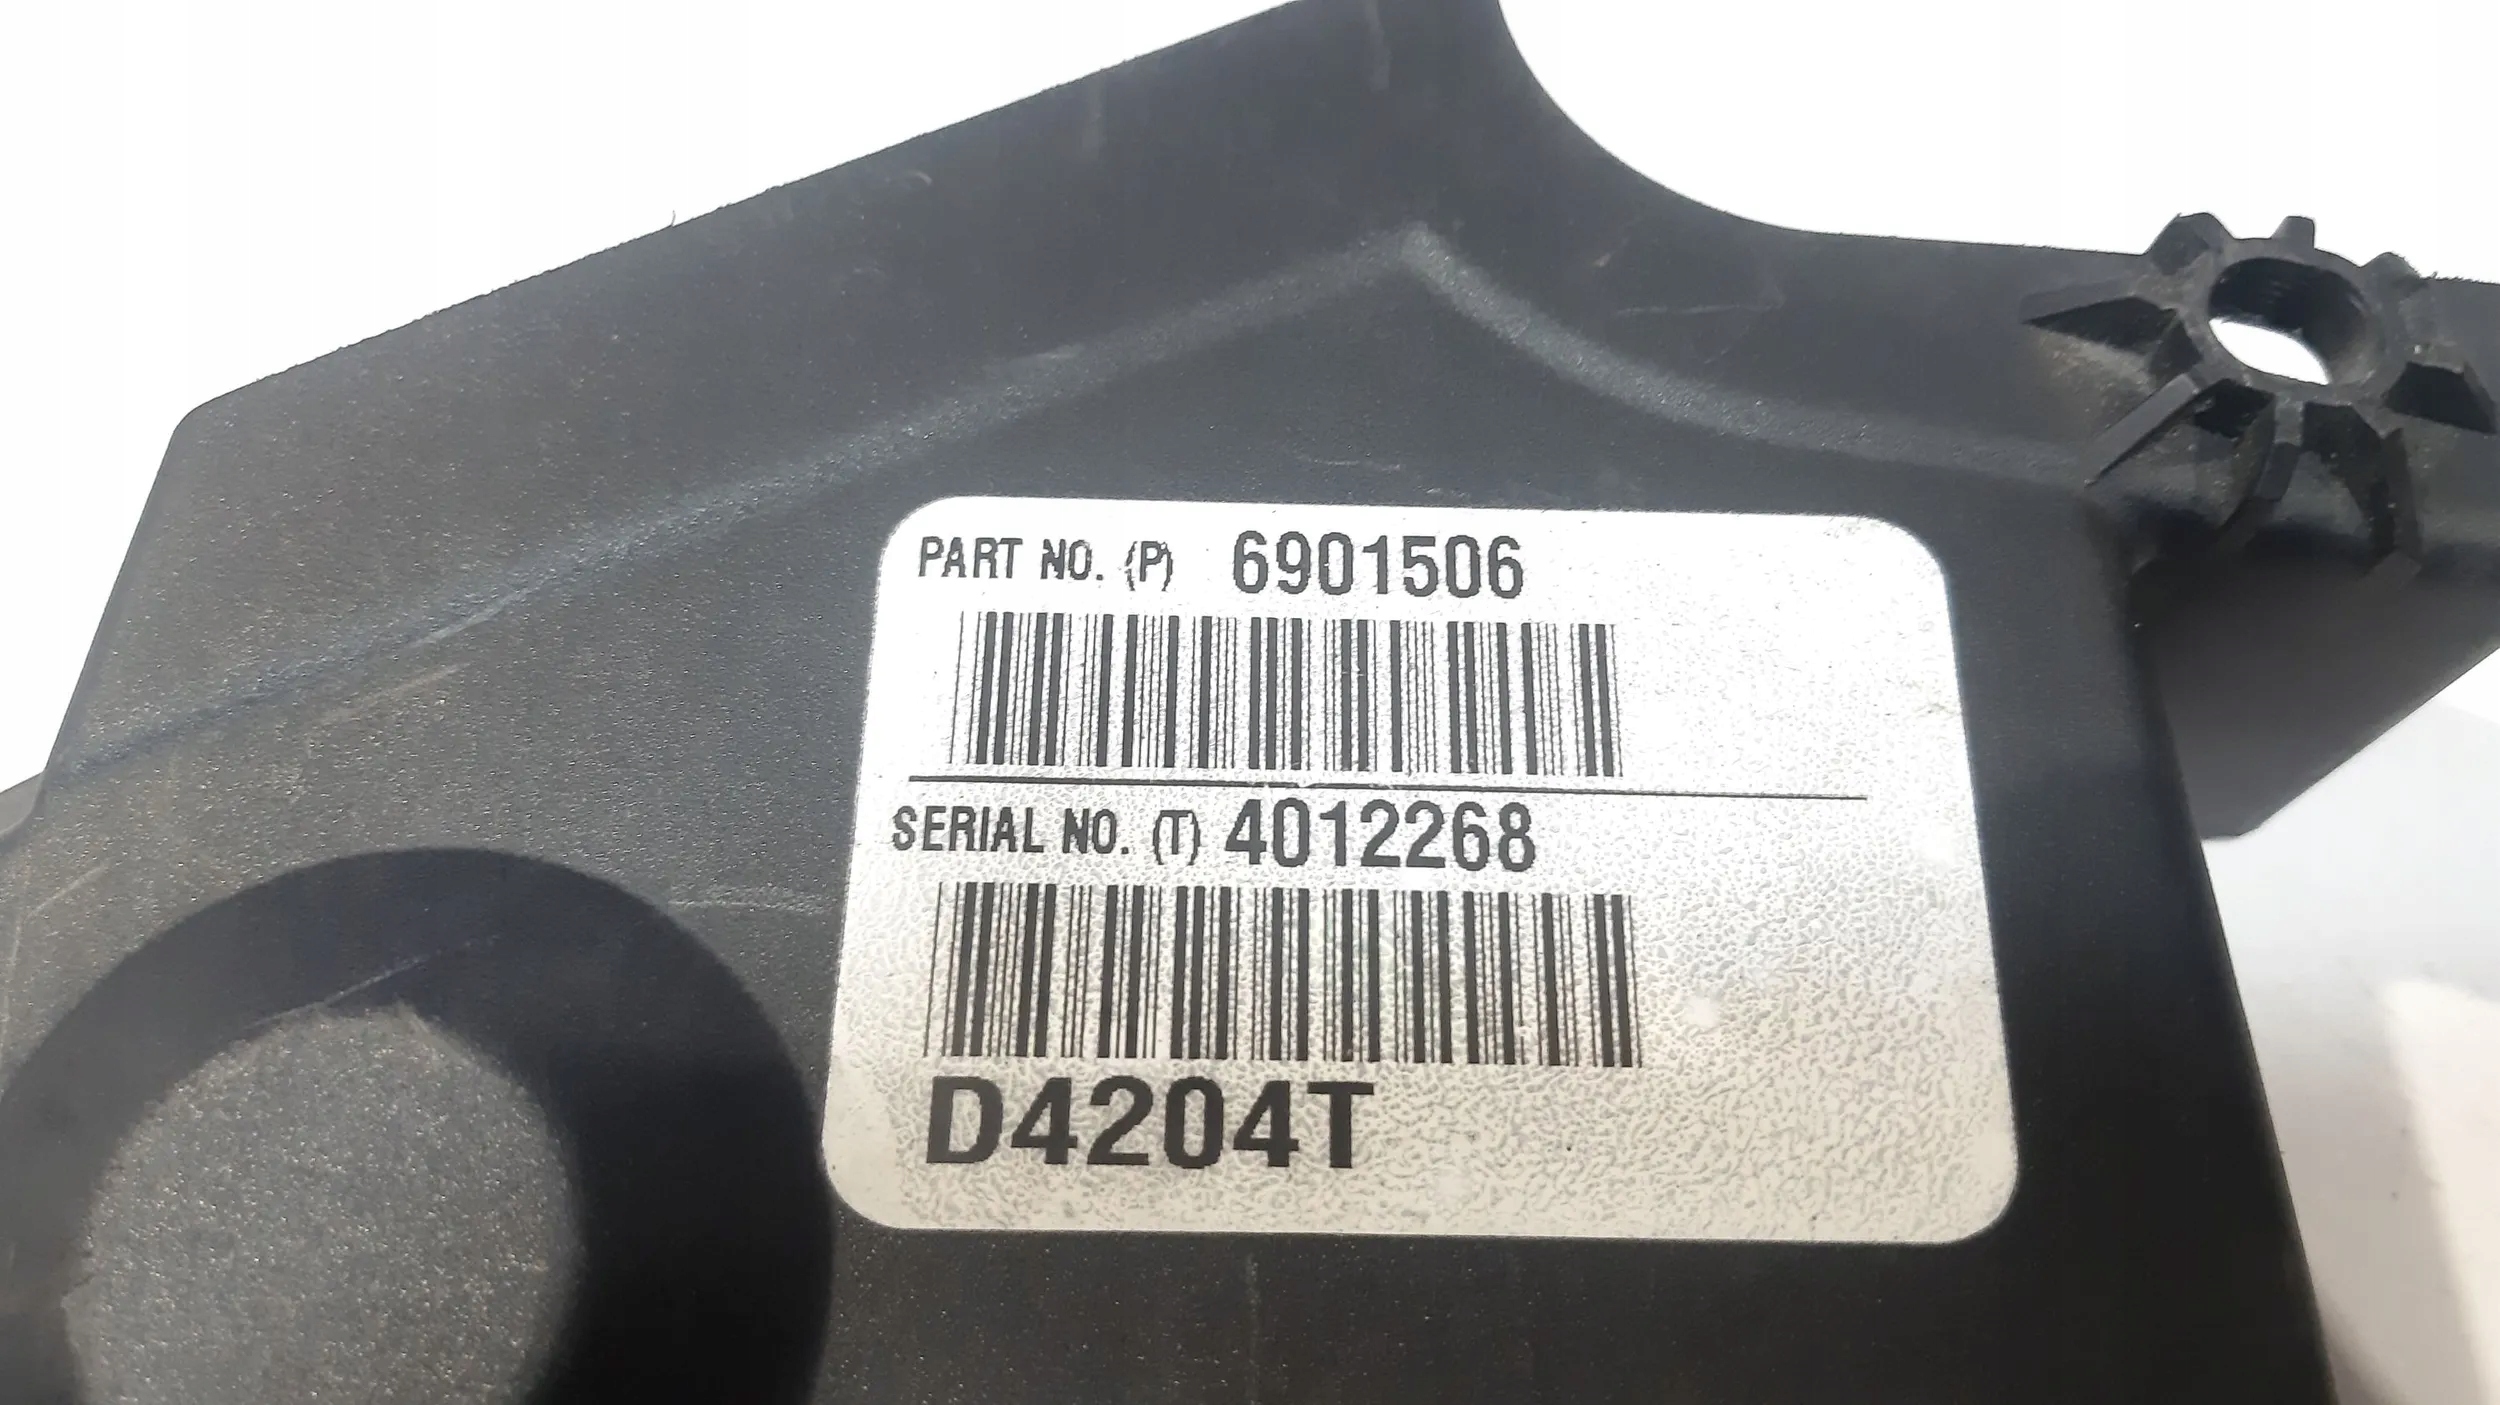 PART NO. (P) 6901506
SERIAL NO. (T) 4012268
D4204T